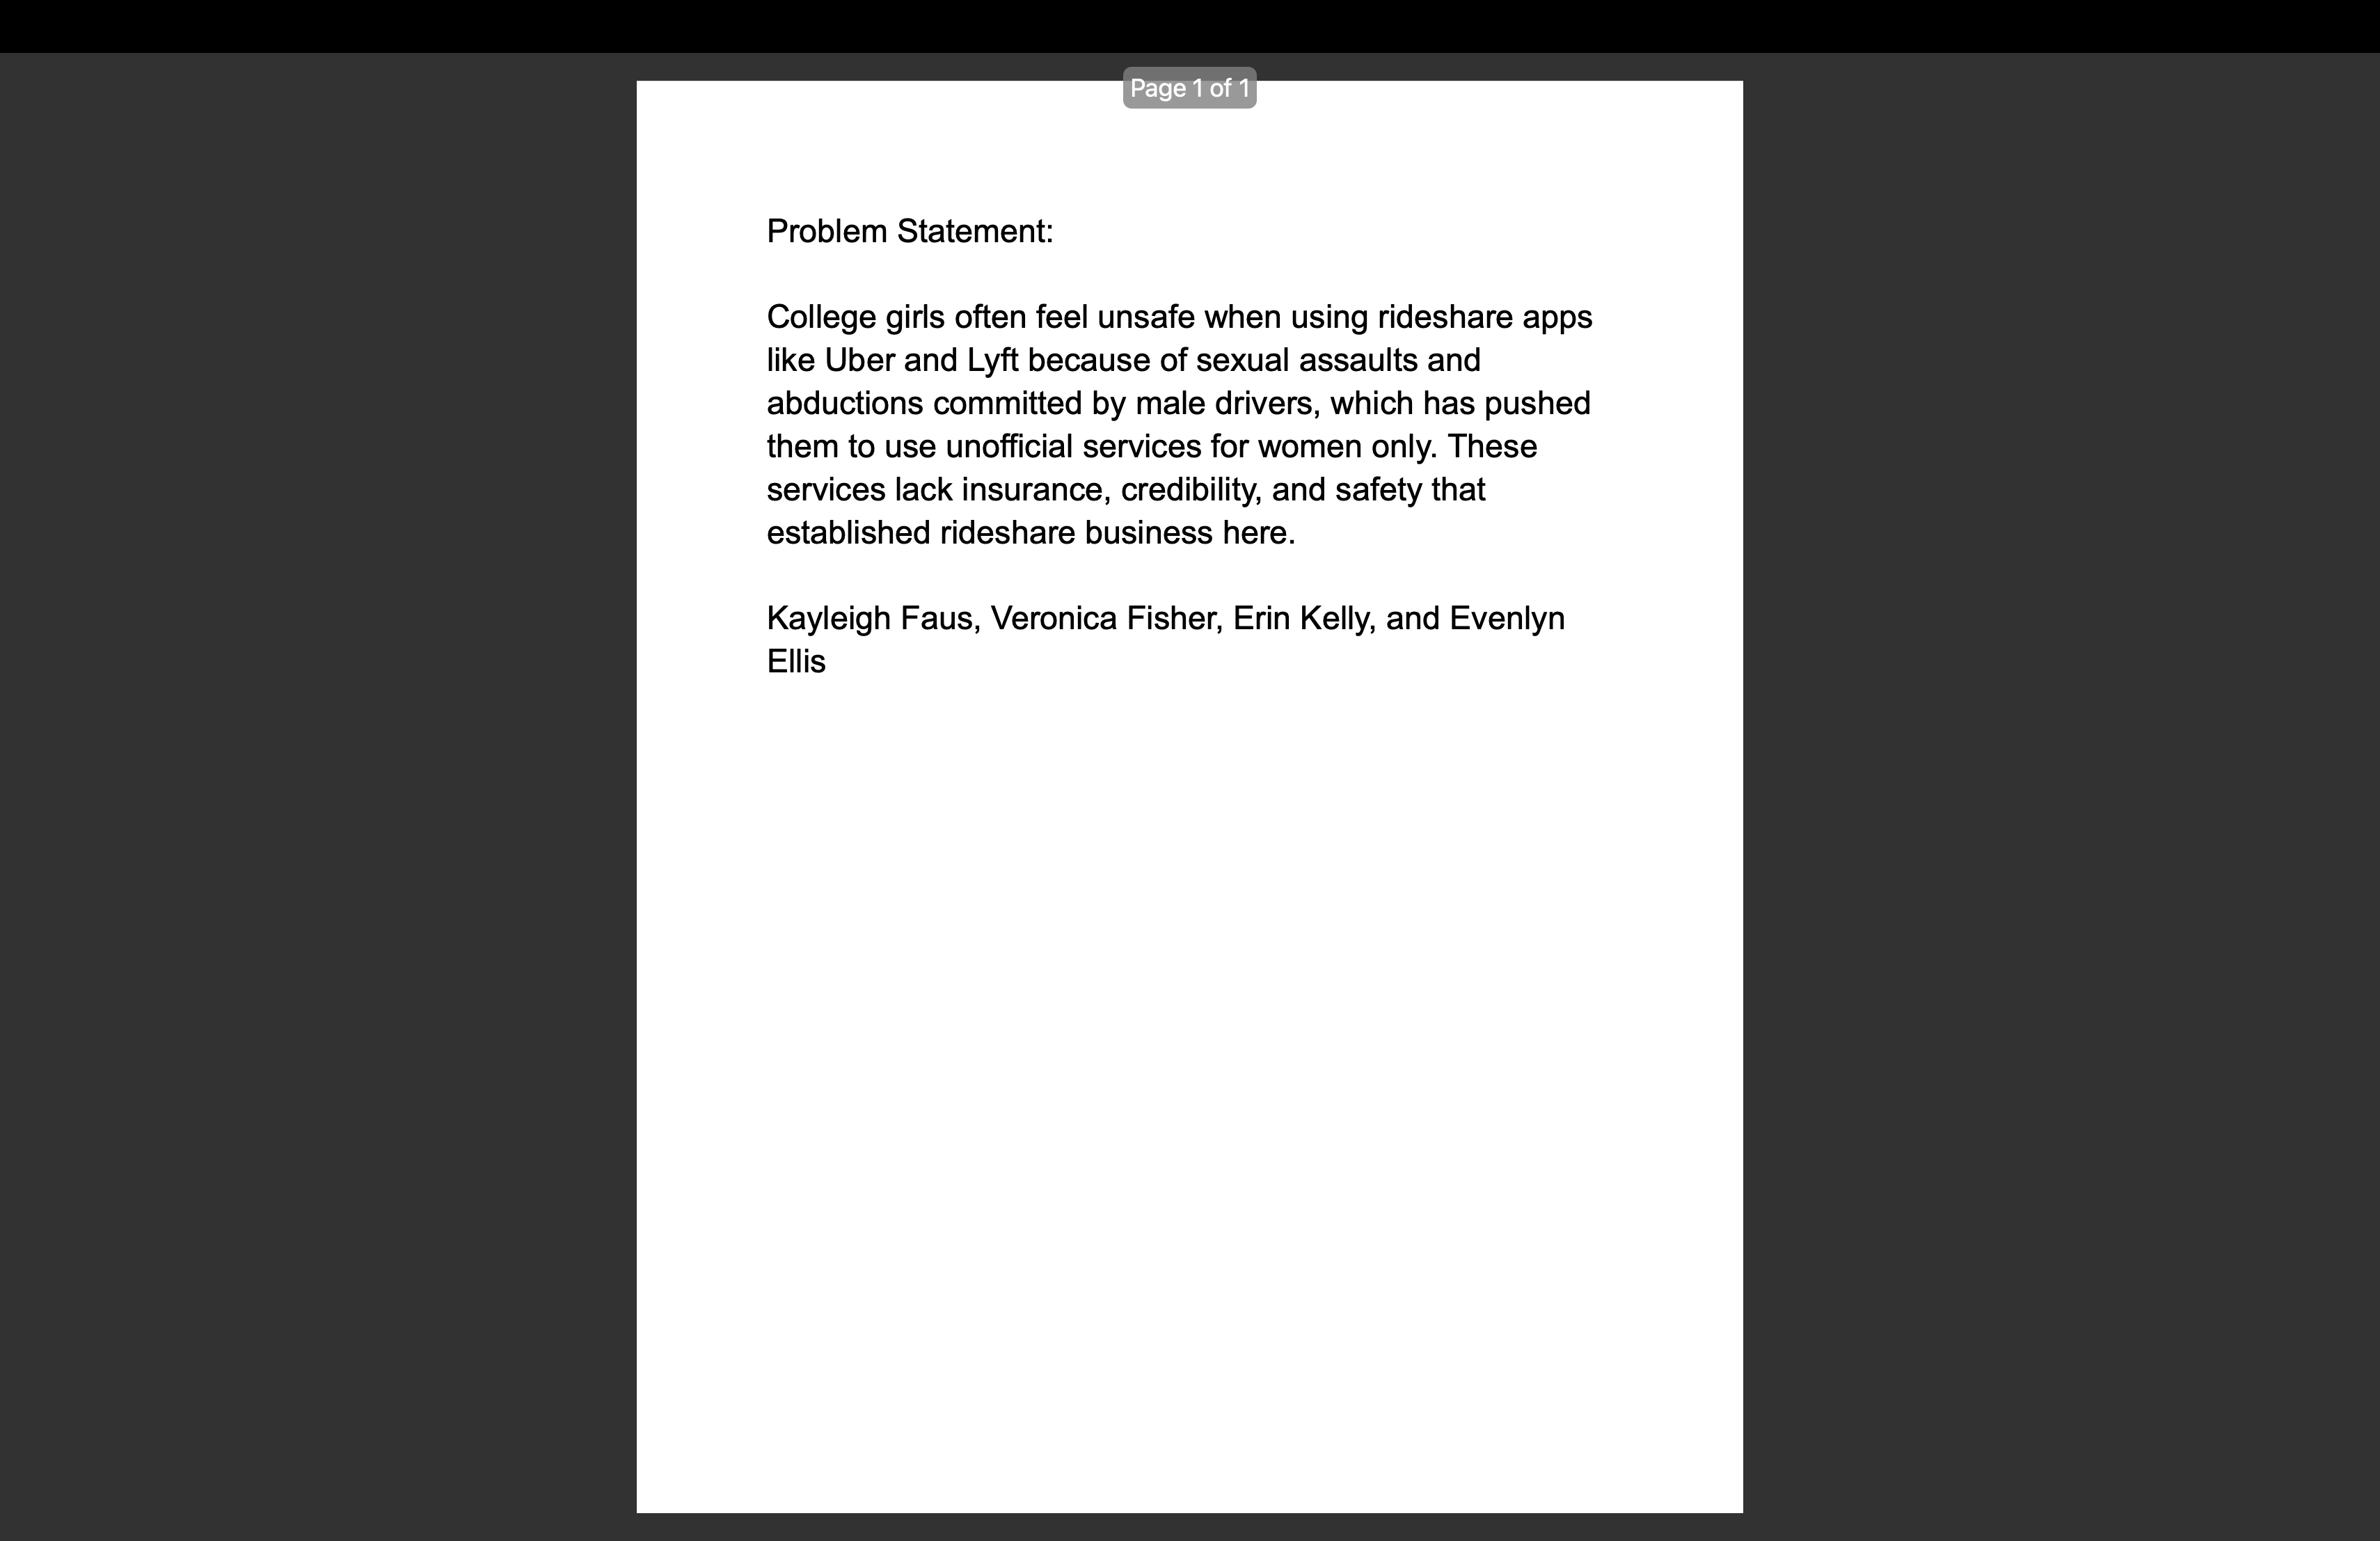 Page 1 of 1
Problem Statement:
College girls often feel unsafe when using rideshare apps
like Uber and Lyft because of sexual assaults and
abductions committed by male drivers, which has pushed
them to use unofficial services for women only. These
services lack insurance, credibility, and safety that
established rideshare business here.
Kayleigh Faus, Veronica Fisher, Erin Kelly, and Evenlyn
Ellis